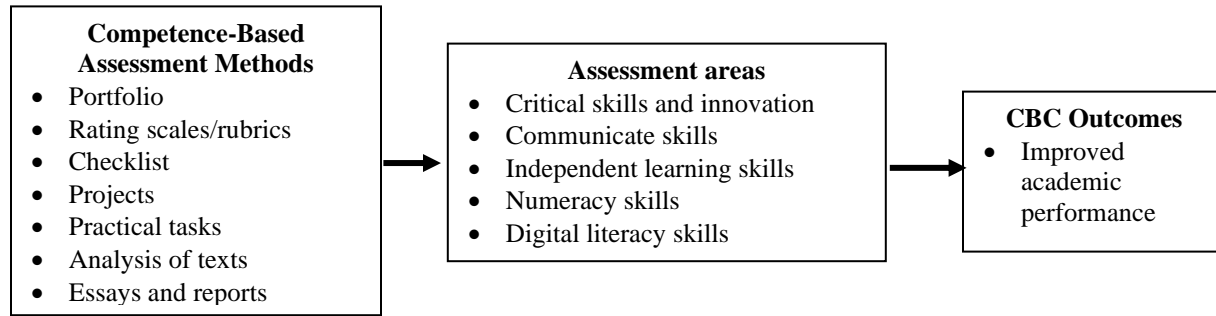 Competence-Based
Assessment Methods
• Portfolio
• Rating scales/rubrics
• Checklist
• Projects
• Practical tasks
• Analysis of texts
• Essays and reports
Assessment areas
• Critical skills and innovation
• Communicate skills
• Independent learning skills
• Numeracy skills
• Digital literacy skills
CBC Outcomes
• Improved
academic
performance